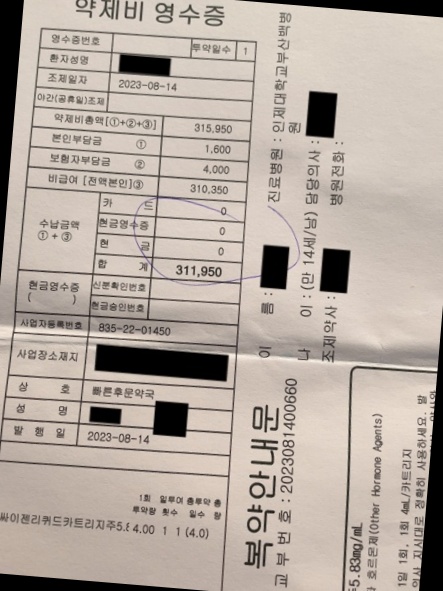 약제비 영수증
영수증번호 투약일수 1
환자성명
조제일자 2023-08-14
야간(공휴일)조제
약제비총액[①+②+③] 315,950
본인부담금 ① 1,600
보험자부담금 ② 4,000
비급여 [전액본인]③ 310,350
수납금액 ①+③
카 드 0
현금영수증 0
현 금 0
합 계 311,950
현금영수증 ( )
신분확인번호
현금승인번호
사업자등록번호 835-22-01450
사업장소재지
상 호 빠른후문약국
성 명
발 행 일 2023-08-14
1회 일투여 총투약 총
투약량 횟수 일수 량
싸이젠리퀴드카트리지주5.8 4.00 1 1 (4.0)
복약안내문
교부번호 : 2023081400660
이 름 :
나 이 : (만 14세/남)
조제약사 :
진료병원 : 인제대학교부산백병원
담당의사 :
병원전화 :
주5.83mg/mL
호르몬제(Other Hormone Agents)
1일 1회, 1회 4mL/카트리지
의사 지시대로 정확히 사용하세요.